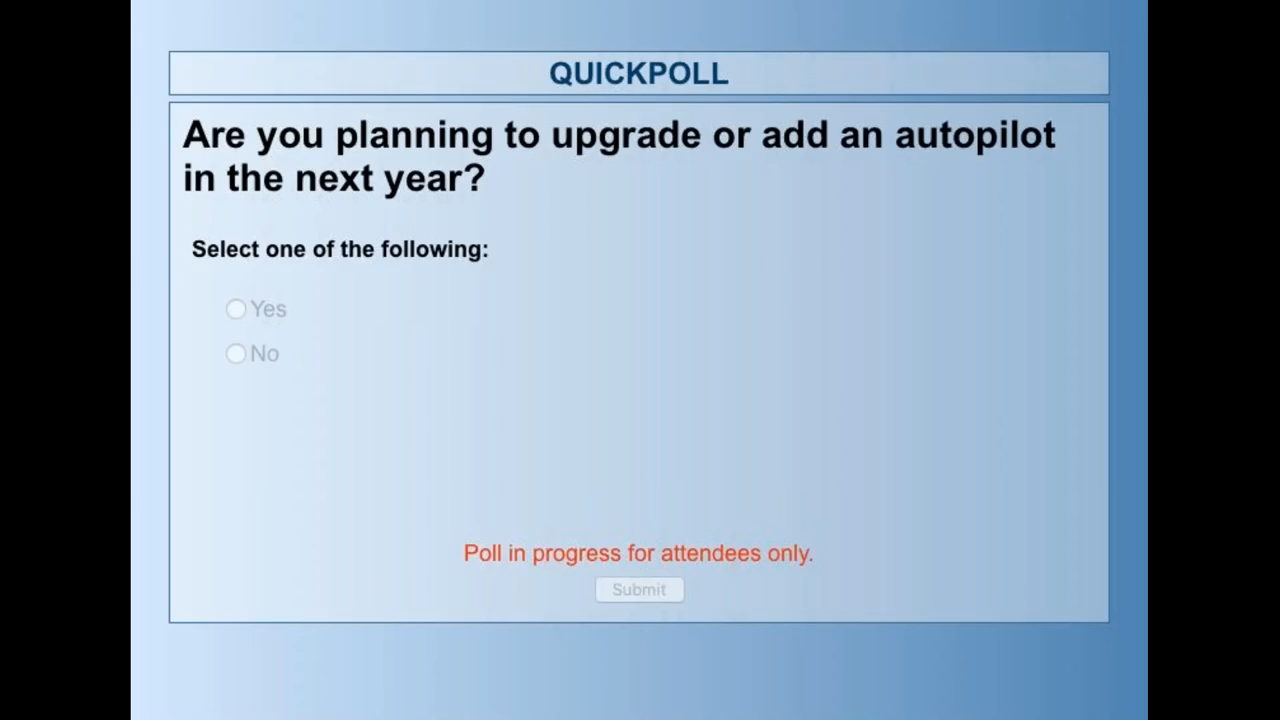 QUICKPOLL
Are you planning to upgrade or add an autopilot
in the next year?
Select one of the following:
Yes
No
Poll in progress for attendees only.
Submit